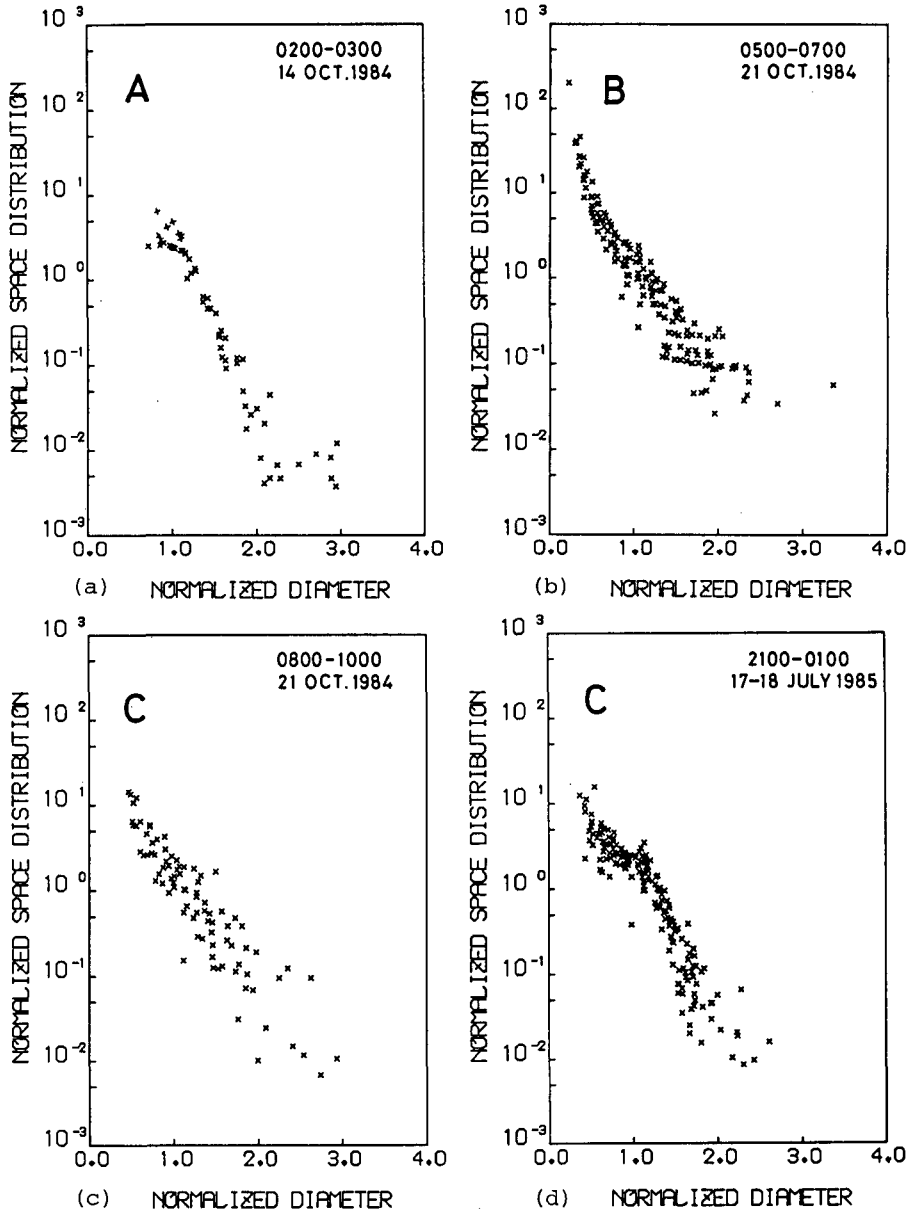 NORMALIZED SPACE DISTRIBUTION
10³
10²
10¹
10⁰
10⁻¹
10⁻²
10⁻³
A
0200-0300
14 OCT.1984
0.0 1.0 2.0 3.0 4.0
(a) NORMALIZED DIAMETER
NORMALIZED SPACE DISTRIBUTION
10³
10²
10¹
10⁰
10⁻¹
10⁻²
10⁻³
B
0500-0700
21 OCT.1984
0.0 1.0 2.0 3.0 4.0
(b) NORMALIZED DIAMETER
NORMALIZED SPACE DISTRIBUTION
10³
10²
10¹
10⁰
10⁻¹
10⁻²
10⁻³
C
0800-1000
21 OCT.1984
0.0 1.0 2.0 3.0 4.0
(c) NORMALIZED DIAMETER
NORMALIZED SPACE DISTRIBUTION
10³
10²
10¹
10⁰
10⁻¹
10⁻²
10⁻³
C
2100-0100
17-18 JULY 1985
0.0 1.0 2.0 3.0 4.0
(d) NORMALIZED DIAMETER